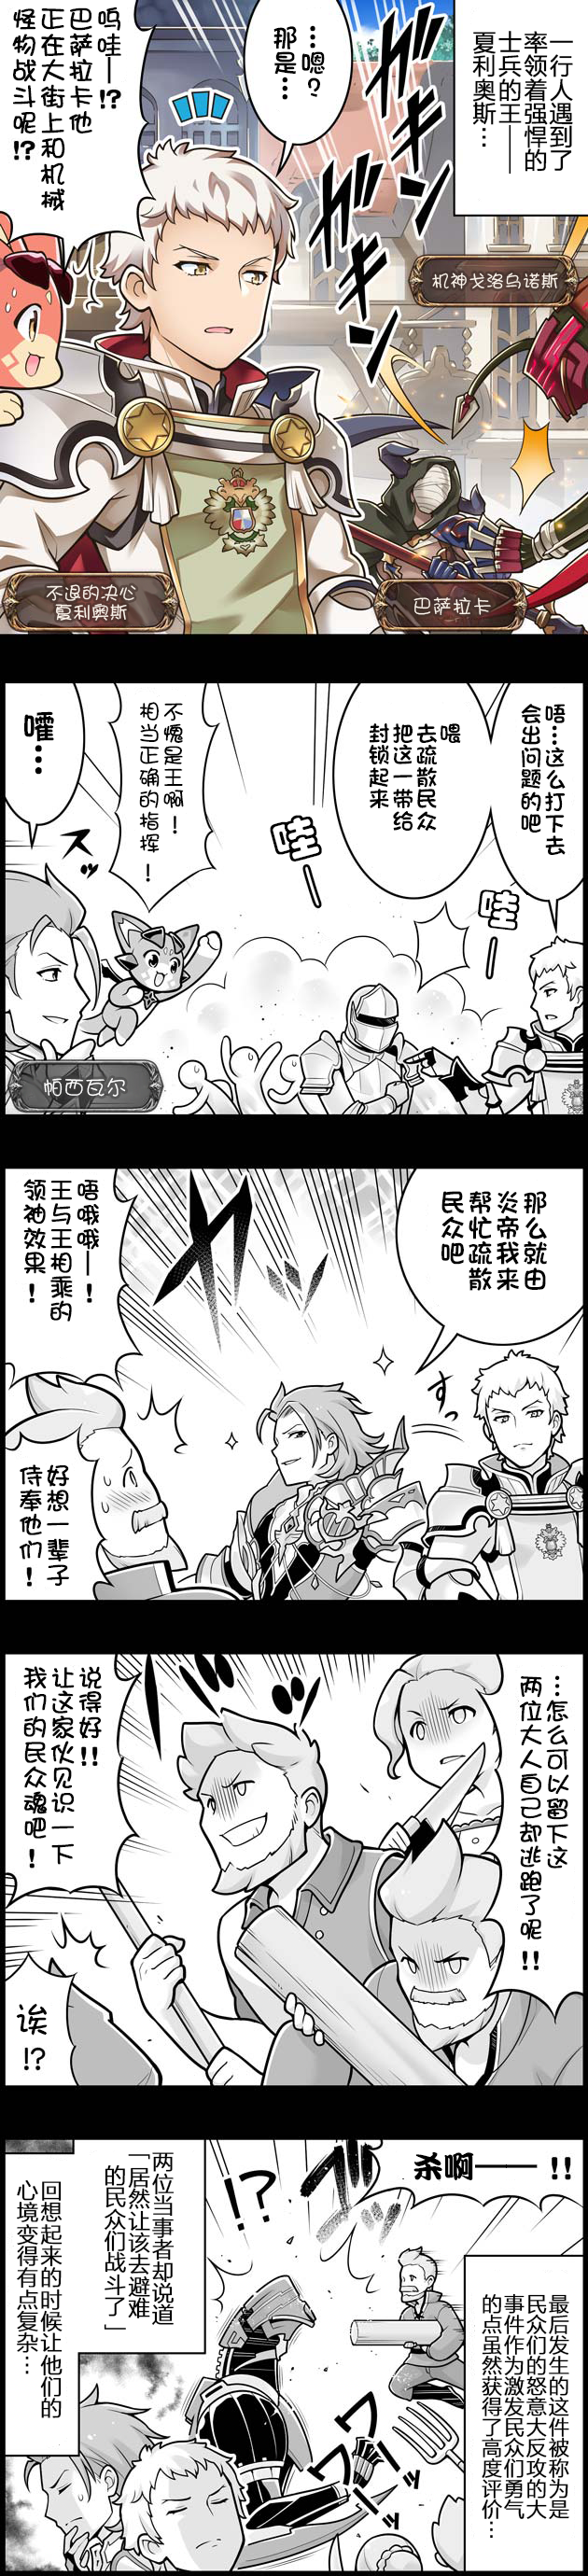 一行人遇到了
率领着强悍的
士兵的王——
夏利奥斯…
…嗯？
那是…
呜哇—!?
巴萨拉卡他
正在大街上和机械
怪物战斗呢!?
ガキン
ガキン
机神戈洛乌诺斯
不退的决心
夏利奥斯
巴萨拉卡
唔…这么打下去
会出问题的吧
喂
去疏散民众
把这一带给
封锁起来
哇—
哇—
不愧是王啊！
相当正确的指挥！
嚯…
スッ
帕西瓦尔
那么就由
炎帝我来
帮忙疏散
民众吧
バッ
すっ
唔哦哦—！
王与王相乘的
领袖效果！
好想一辈子
侍奉他们！
…怎么可以留下这
两位大人自己却逃跑了呢!!
说得好!!
让这家伙见识一下
我们的民众魂吧！
诶!?
杀啊—— !!
!?
最后发生的这件被称为是
民众们的怒意大反攻的大
事件作为激发民众们勇气
的点虽然获得了高度评价…
两位当事者却说道
「居然让该去避难
的民众们战斗了」
回想起来的时候让他们的
心境变得有点复杂…